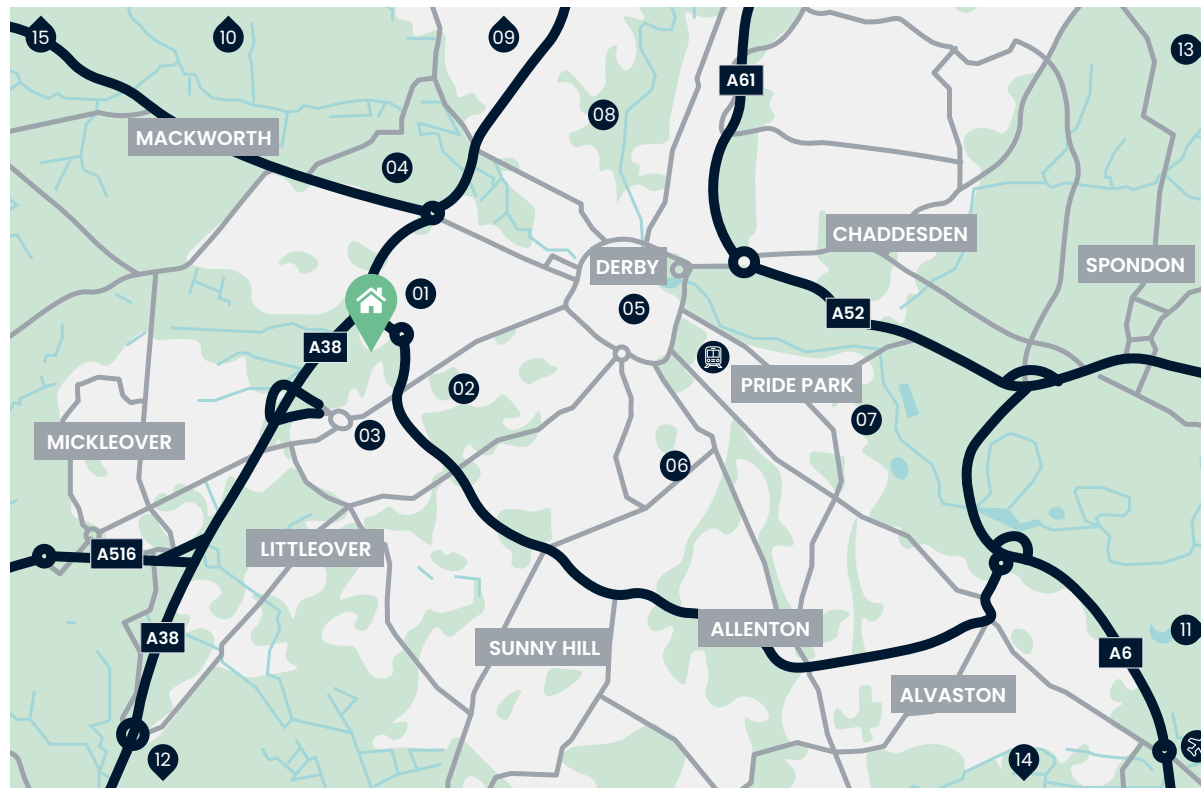 15
10
09
13
A61
08
MACKWORTH
04
CHADDESDEN
DERBY
SPONDON
01
05
A52
A38
PRIDE PARK
02
07
03
MICKLEOVER
06
A516
LITTLEOVER
A38
ALLENTON
11
SUNNY HILL
A6
ALVASTON
12
14